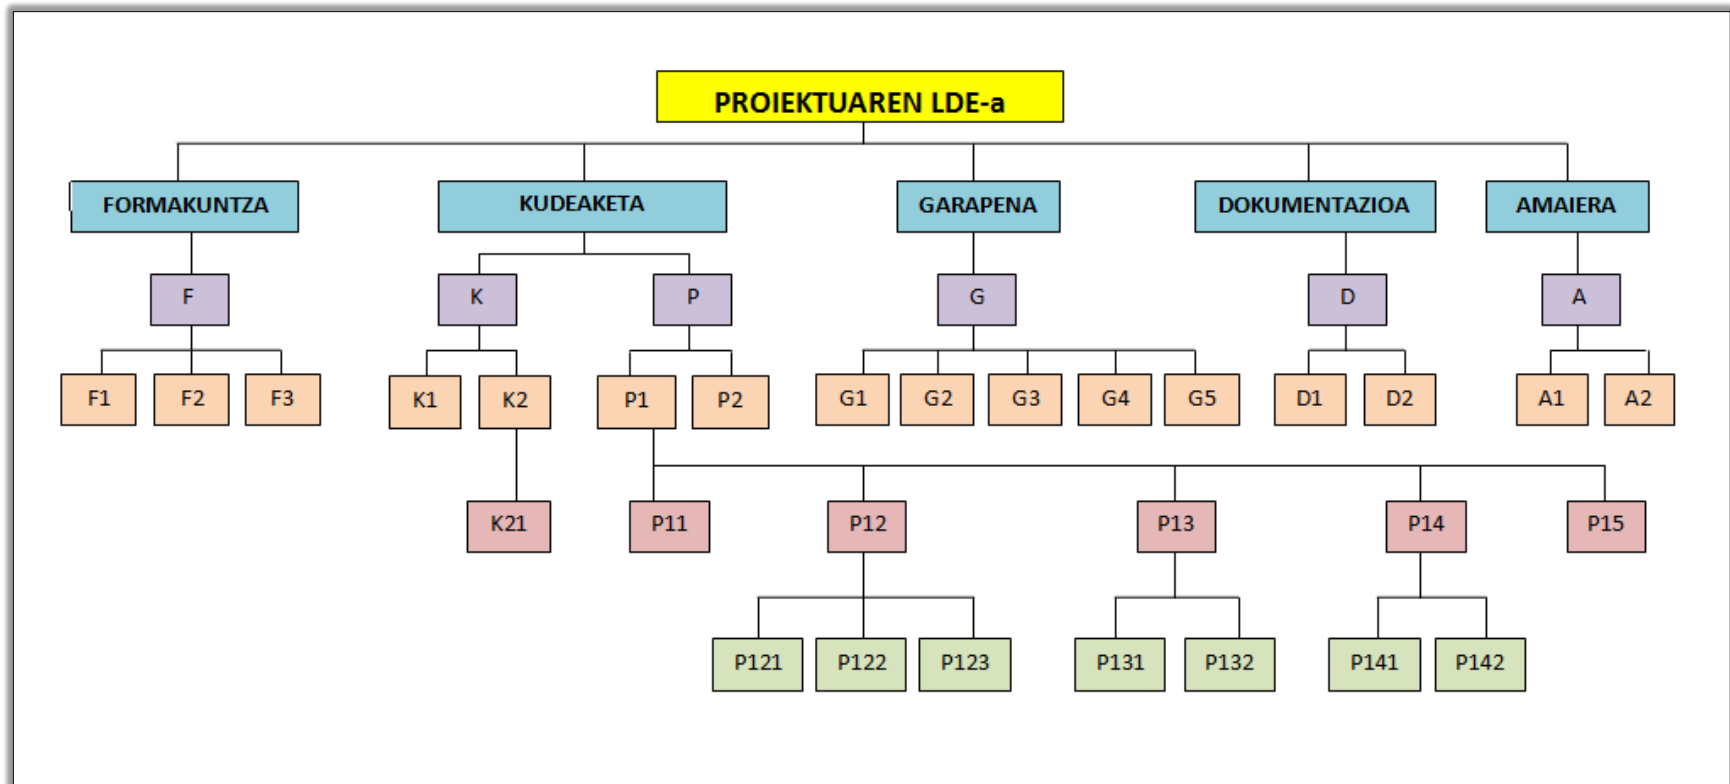 PROIEKTUAREN LDE-a
FORMAKUNTZA
KUDEAKETA
GARAPENA
DOKUMENTAZIOA
AMAIERA
F
K
P
G
D
A
F1
F2
F3
K1
K2
P1
P2
G1
G2
G3
G4
G5
D1
D2
A1
A2
K21
P11
P12
P13
P14
P15
P121
P122
P123
P131
P132
P141
P142